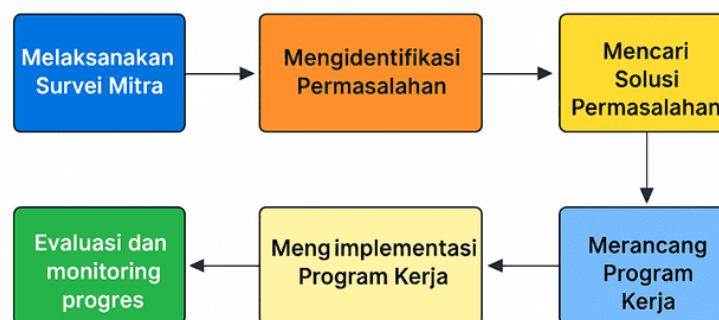 Melaksanakan
Survei Mitra
Mengidentifikasi
Permasalahan
Mencari
Solusi
Permasalahan
Merancang
Program
Kerja
Meng implementasi
Program Kerja
Evaluasi dan
monitoring
progres